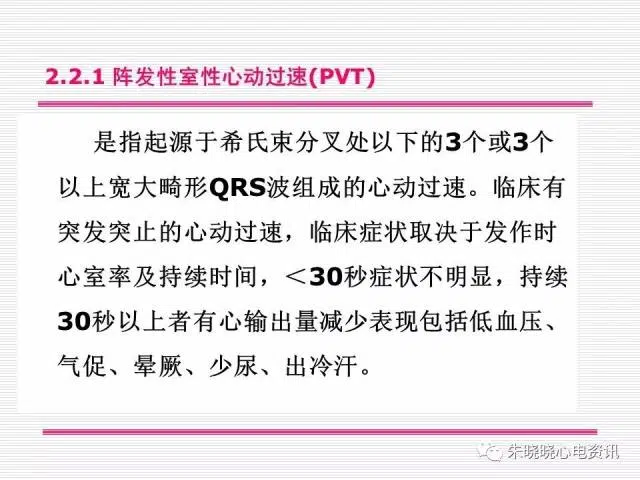 2.2.1 阵发性室性心动过速(PVT)
是指起源于希氏束分叉处以下的3个或3个
以上宽大畸形QRS波组成的心动过速。临床有
突发突止的心动过速，临床症状取决于发作时
心室率及持续时间，＜30秒症状不明显，持续
30秒以上者有心输出量减少表现包括低血压、
气促、晕厥、少尿、出冷汗。
朱晓晓心电资讯